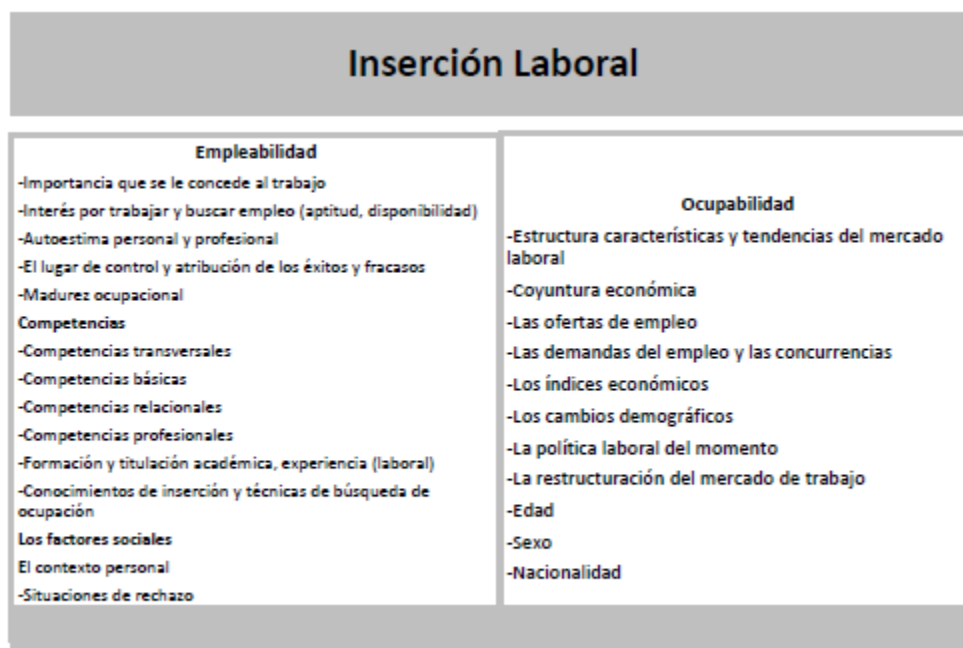 Inserción Laboral
Empleabilidad
-Importancia que se le concede al trabajo
-Interés por trabajar y buscar empleo (aptitud, disponibilidad)
-Autoestima personal y profesional
-El lugar de control y atribución de los éxitos y fracasos
-Madurez ocupacional
Competencias
-Competencias transversales
-Competencias básicas
-Competencias relacionales
-Competencias profesionales
-Formación y titulación académica, experiencia (laboral)
-Conocimientos de inserción y técnicas de búsqueda de
ocupación
Los factores sociales
El contexto personal
-Situaciones de rechazo
Ocupabilidad
-Estructura características y tendencias del mercado
laboral
-Coyuntura económica
-Las ofertas de empleo
-Las demandas del empleo y las concurrencias
-Los índices económicos
-Los cambios demográficos
-La política laboral del momento
-La restructuración del mercado de trabajo
-Edad
-Sexo
-Nacionalidad